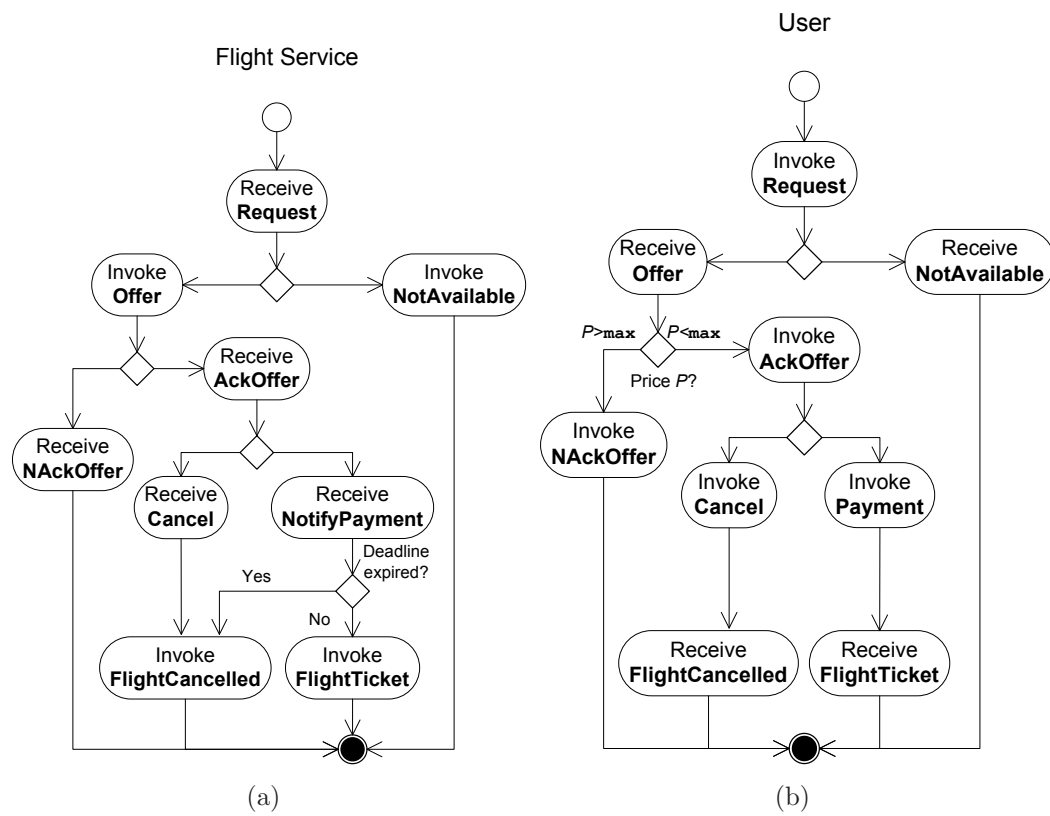 Flight Service
Receive
Request
Invoke
Offer
Invoke
NotAvailable
Receive
AckOffer
Receive
NAckOffer
Receive
Cancel
Receive
NotifyPayment
Deadline
expired?
Yes
No
Invoke
FlightCancelled
Invoke
FlightTicket
(a)
User
Invoke
Request
Receive
Offer
Receive
NotAvailable
P>max
P<max
Price P?
Invoke
AckOffer
Invoke
NAckOffer
Invoke
Cancel
Invoke
Payment
Receive
FlightCancelled
Receive
FlightTicket
(b)